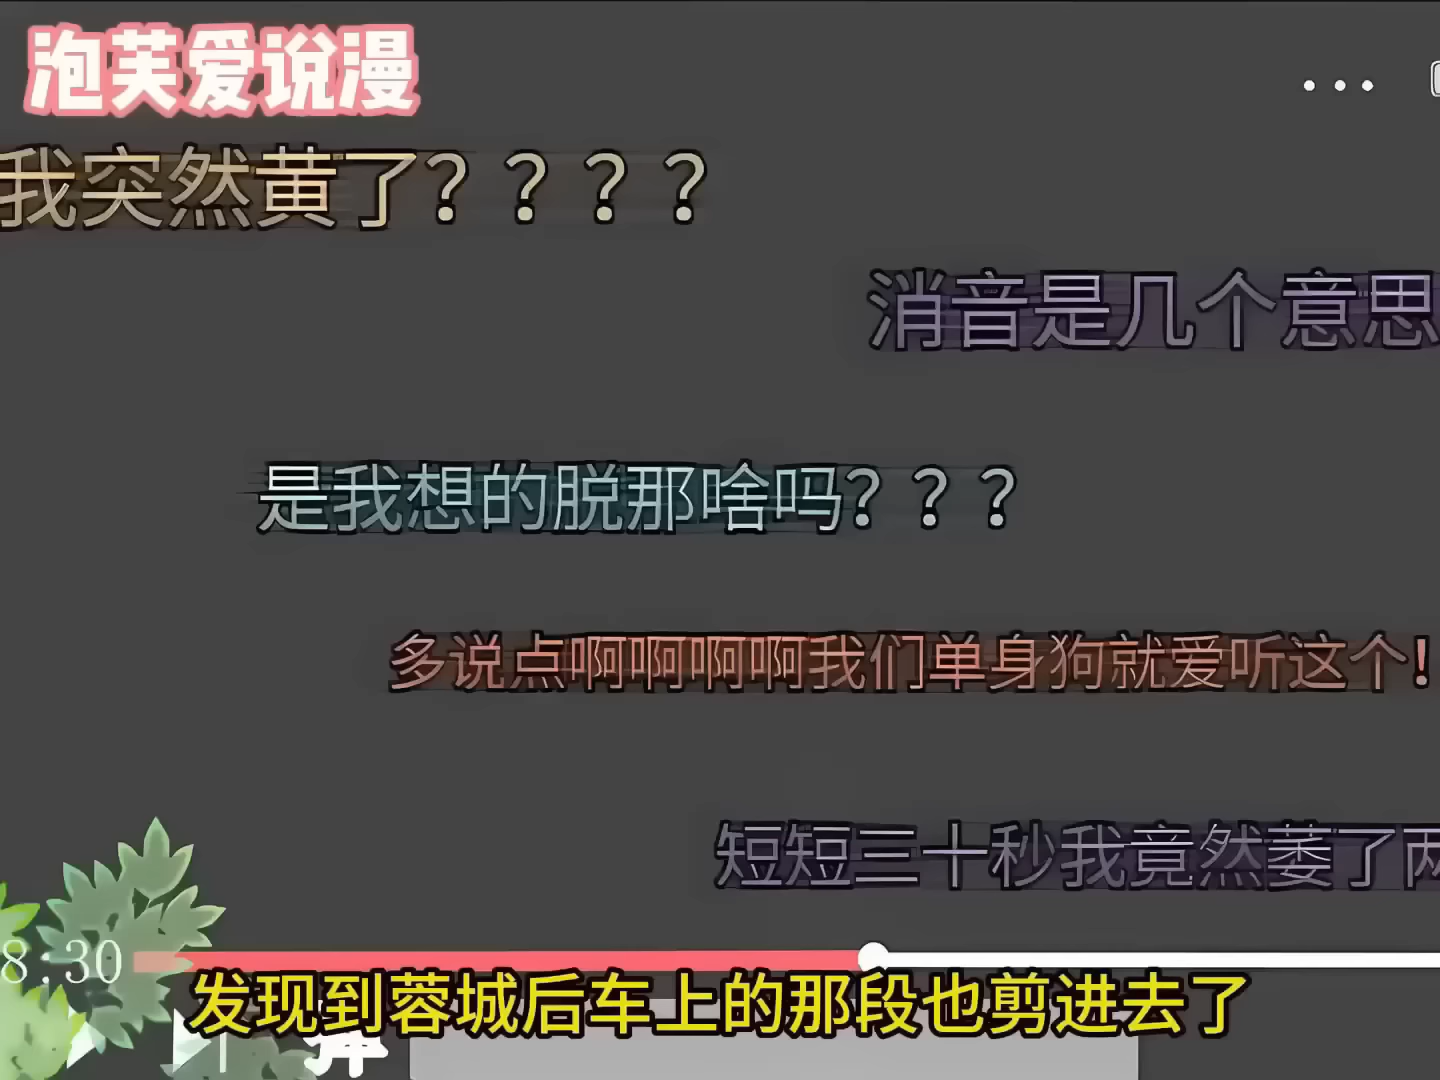 泡芙爱说漫
我突然黄了？？？？
消音是几个意思
是我想的脱那啥吗？？？
多说点啊啊啊啊我们单身狗就爱听这个！
短短三十秒我竟然萎了两
8:30
发现到蓉城后车上的那段也剪进去了
弹